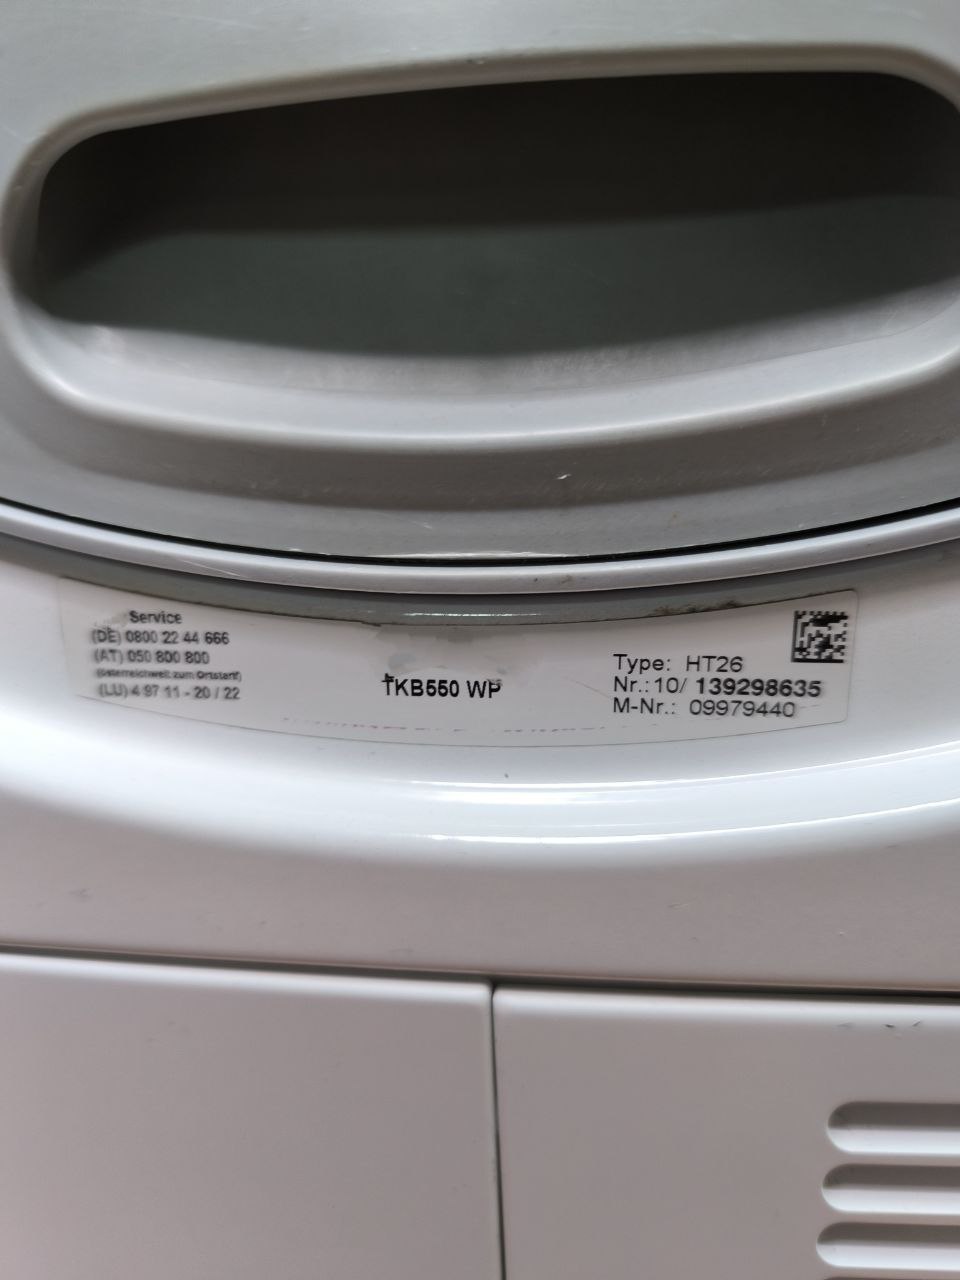 Service
(DE) 0800 22 44 666
(AT) 050 800 800
(österreichweit zum Ortstarif)
(LU) 4 97 11 - 20 / 22
TKB550 WP
Type: HT26
Nr.: 10/ 139298635
M-Nr.: 09979440